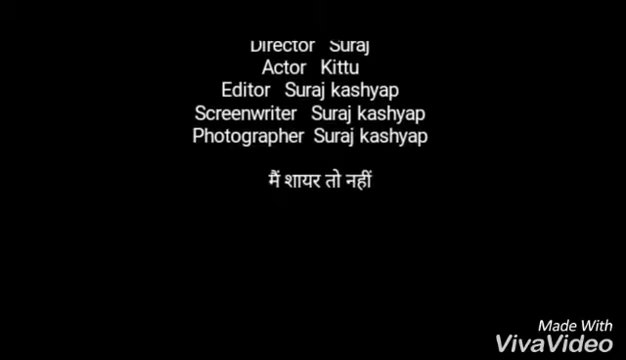 Director Suraj
Actor Kittu
Editor Suraj kashyap
Screenwriter Suraj kashyap
Photographer Suraj kashyap
मैं शायर तो नहीं
Made With
VivaVideo